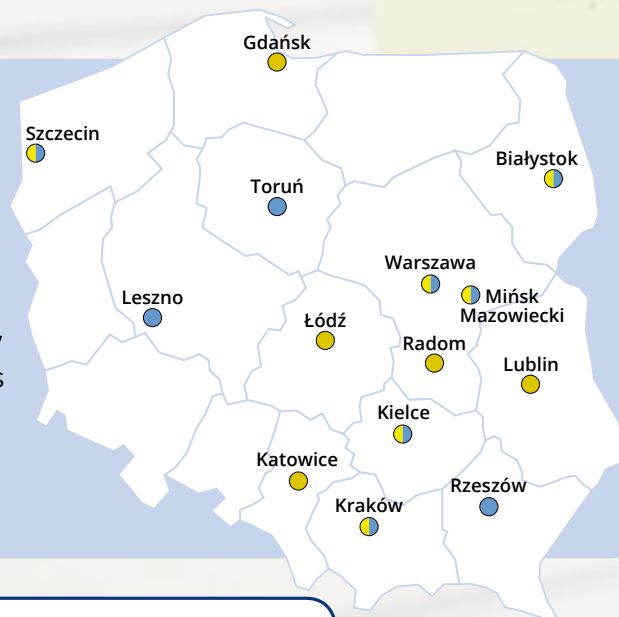 Gdańsk
Szczecin
Białystok
Toruń
Warszawa
Leszno
Mińsk
Mazowiecki
Łódź
Radom
Lublin
Kielce
Katowice
Rzeszów
Kraków
s